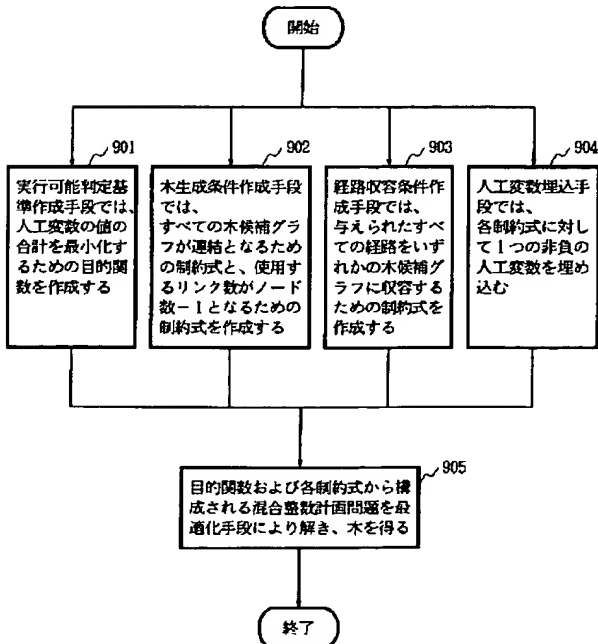 開始
901
実行可能判定基
準作成手段では、
人工変数の値の
合計を最小化す
るための目的関
数を作成する
902
木生成条件作成手段
では、
すべての木候補グラ
フが連結となるため
の制約式と、使用す
るリンク数がノード
数-1となるための
制約式を作成する
903
経路収容条件作
成手段では、
与えられたすべ
ての経路をいず
れかの木候補グ
ラフに収容する
ための制約式を
作成する
904
人工変数埋込手
段では、
各制約式に対し
て1つの非負の
人工変数を埋め
込む
905
目的関数および各制約式から構
成される混合整数計画問題を最
適化手段により解き、木を得る
終了